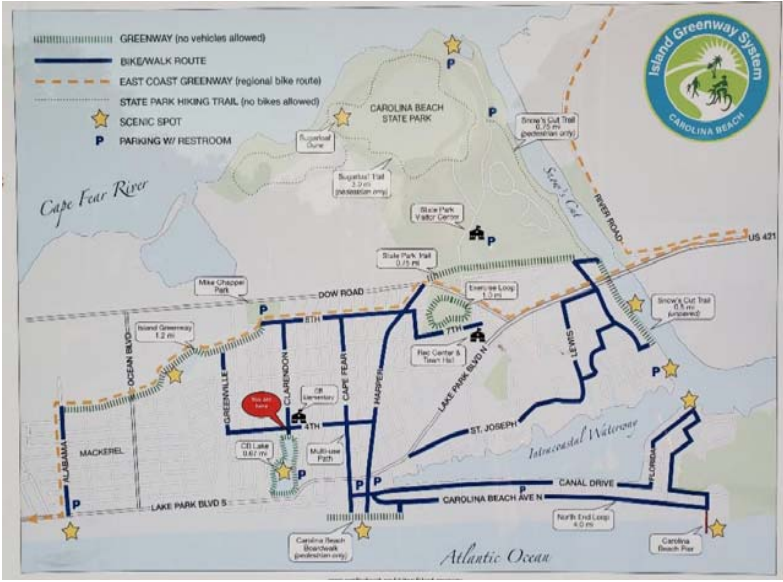 GREENWAY (no vehicles allowed)
BIKE/WALK ROUTE
EAST COAST GREENWAY (regional bike route)
STATE PARK HIKING TRAIL (no bikes allowed)
SCENIC SPOT
P PARKING W/ RESTROOM
Island Greenway System
CAROLINA BEACH
P
CAROLINA BEACH
STATE PARK
P
Snow's Cut Trail
0.75 mi
(pedestrian only)
Sugarloaf
Dune
Sugarloaf Trail
3.0 mi
(pedestrian only)
Cape Fear River
Snow's Cut
RIVER ROAD
US 421
State Park
Visitor Center
P
State Park Trail
0.75 mi
Mike Chappell
Park
P
DOW ROAD
Exercise Loop
1.0 mi
Snow's Cut Trail
0.5 mi
(unpaved)
Island Greenway
1.2 mi
OCEAN BLVD
8TH
7TH
Rec Center &
Town Hall
LAKE PARK BLVD N
LEWIS
P
GREENVILLE
CLARENDON
CAPE FEAR
HARPER
You are
here
CB
Elementary
4TH
ST. JOSEPH
Intracoastal Waterway
ALABAMA
MACKEREL
CB Lake
0.67 mi
P
Multi-use
Path
P
P
P
LAKE PARK BLVD S
CANAL DRIVE
P
FLORIDA
CAROLINA BEACH AVE N
P
North End Loop
4.0 mi
Carolina Beach
Boardwalk
(pedestrian only)
Carolina
Beach Pier
Atlantic Ocean